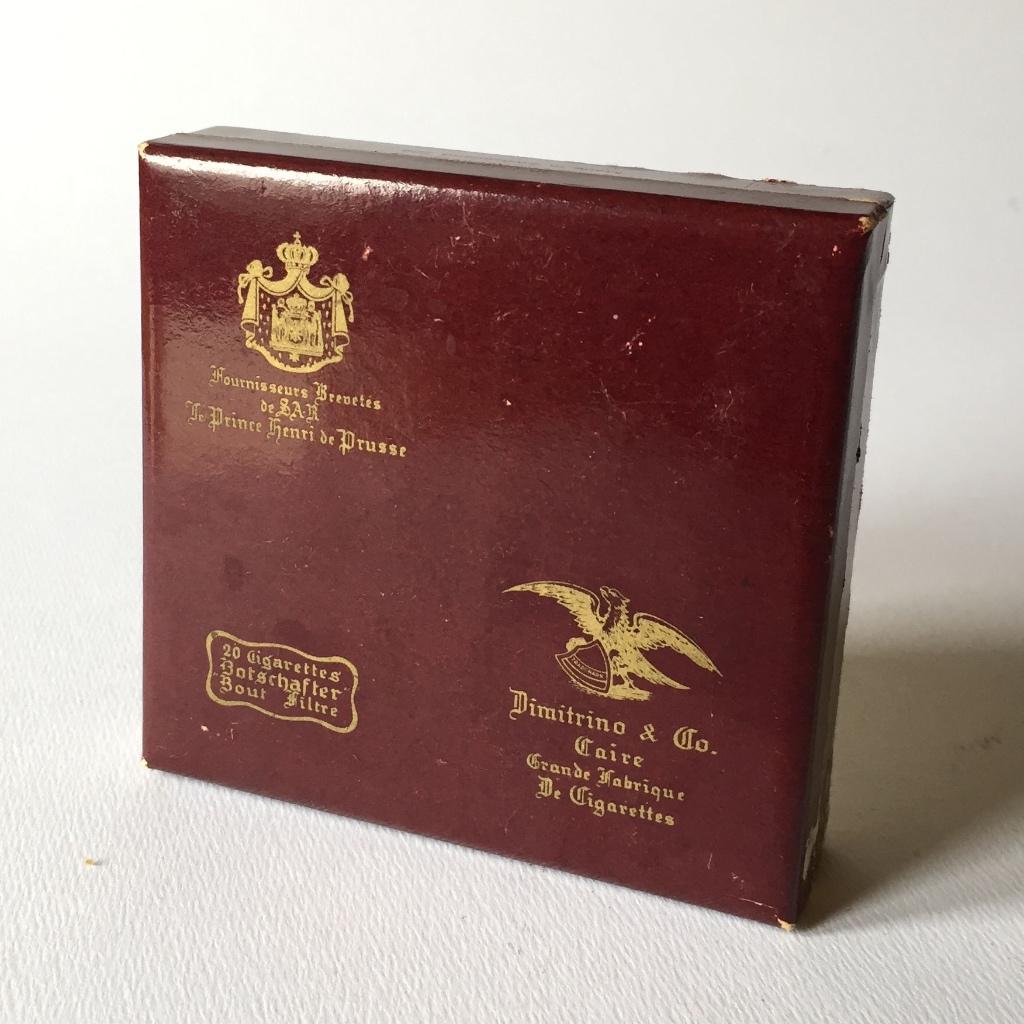 Fournisseurs Brevetés
de S.A.R
Le Prince Henri de Prusse
20 Cigarettes
"Botschafter"
Bout Filtre
TRADEMARK
Dimitrino & Co.
Caire
Grande Fabrique
De Cigarettes